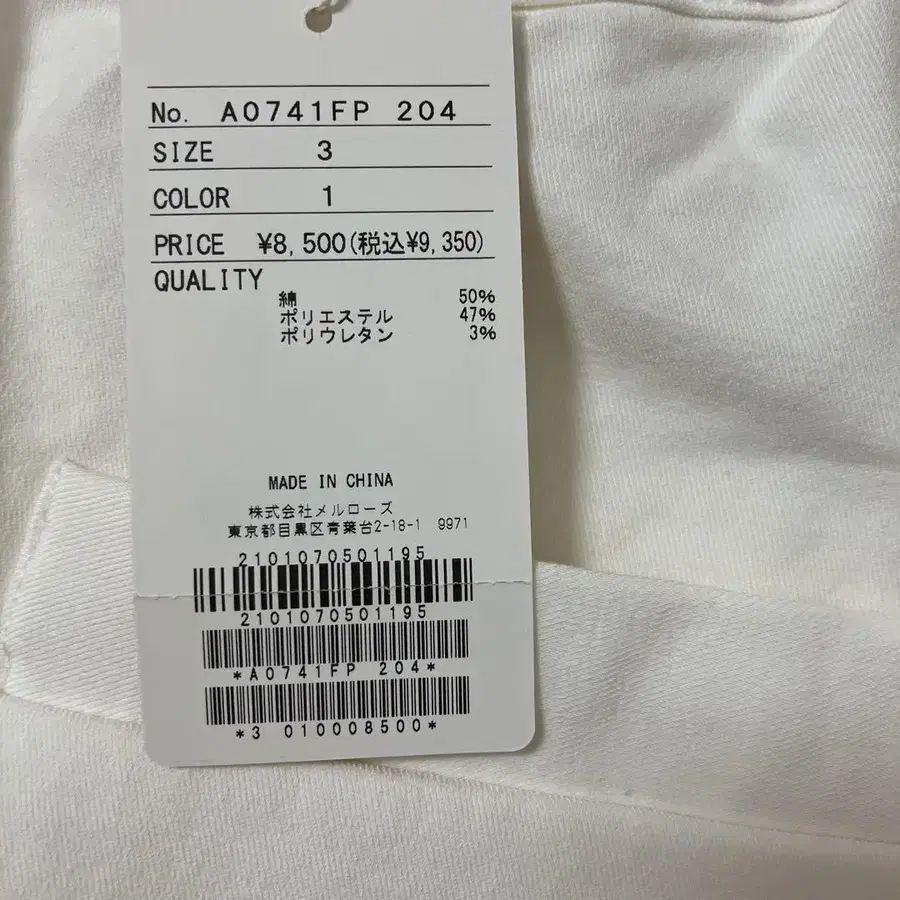 No. A0741FP 204
SIZE 3
COLOR 1
PRICE ¥8,500(税込¥9,350)
QUALITY
綿 50%
ポリエステル 47%
ポリウレタン 3%
MADE IN CHINA
株式会社メルローズ
東京都目黒区青葉台2-18-1 9971
2101070501195
2101070501195
*A0741FP 204*
*3 010008500*